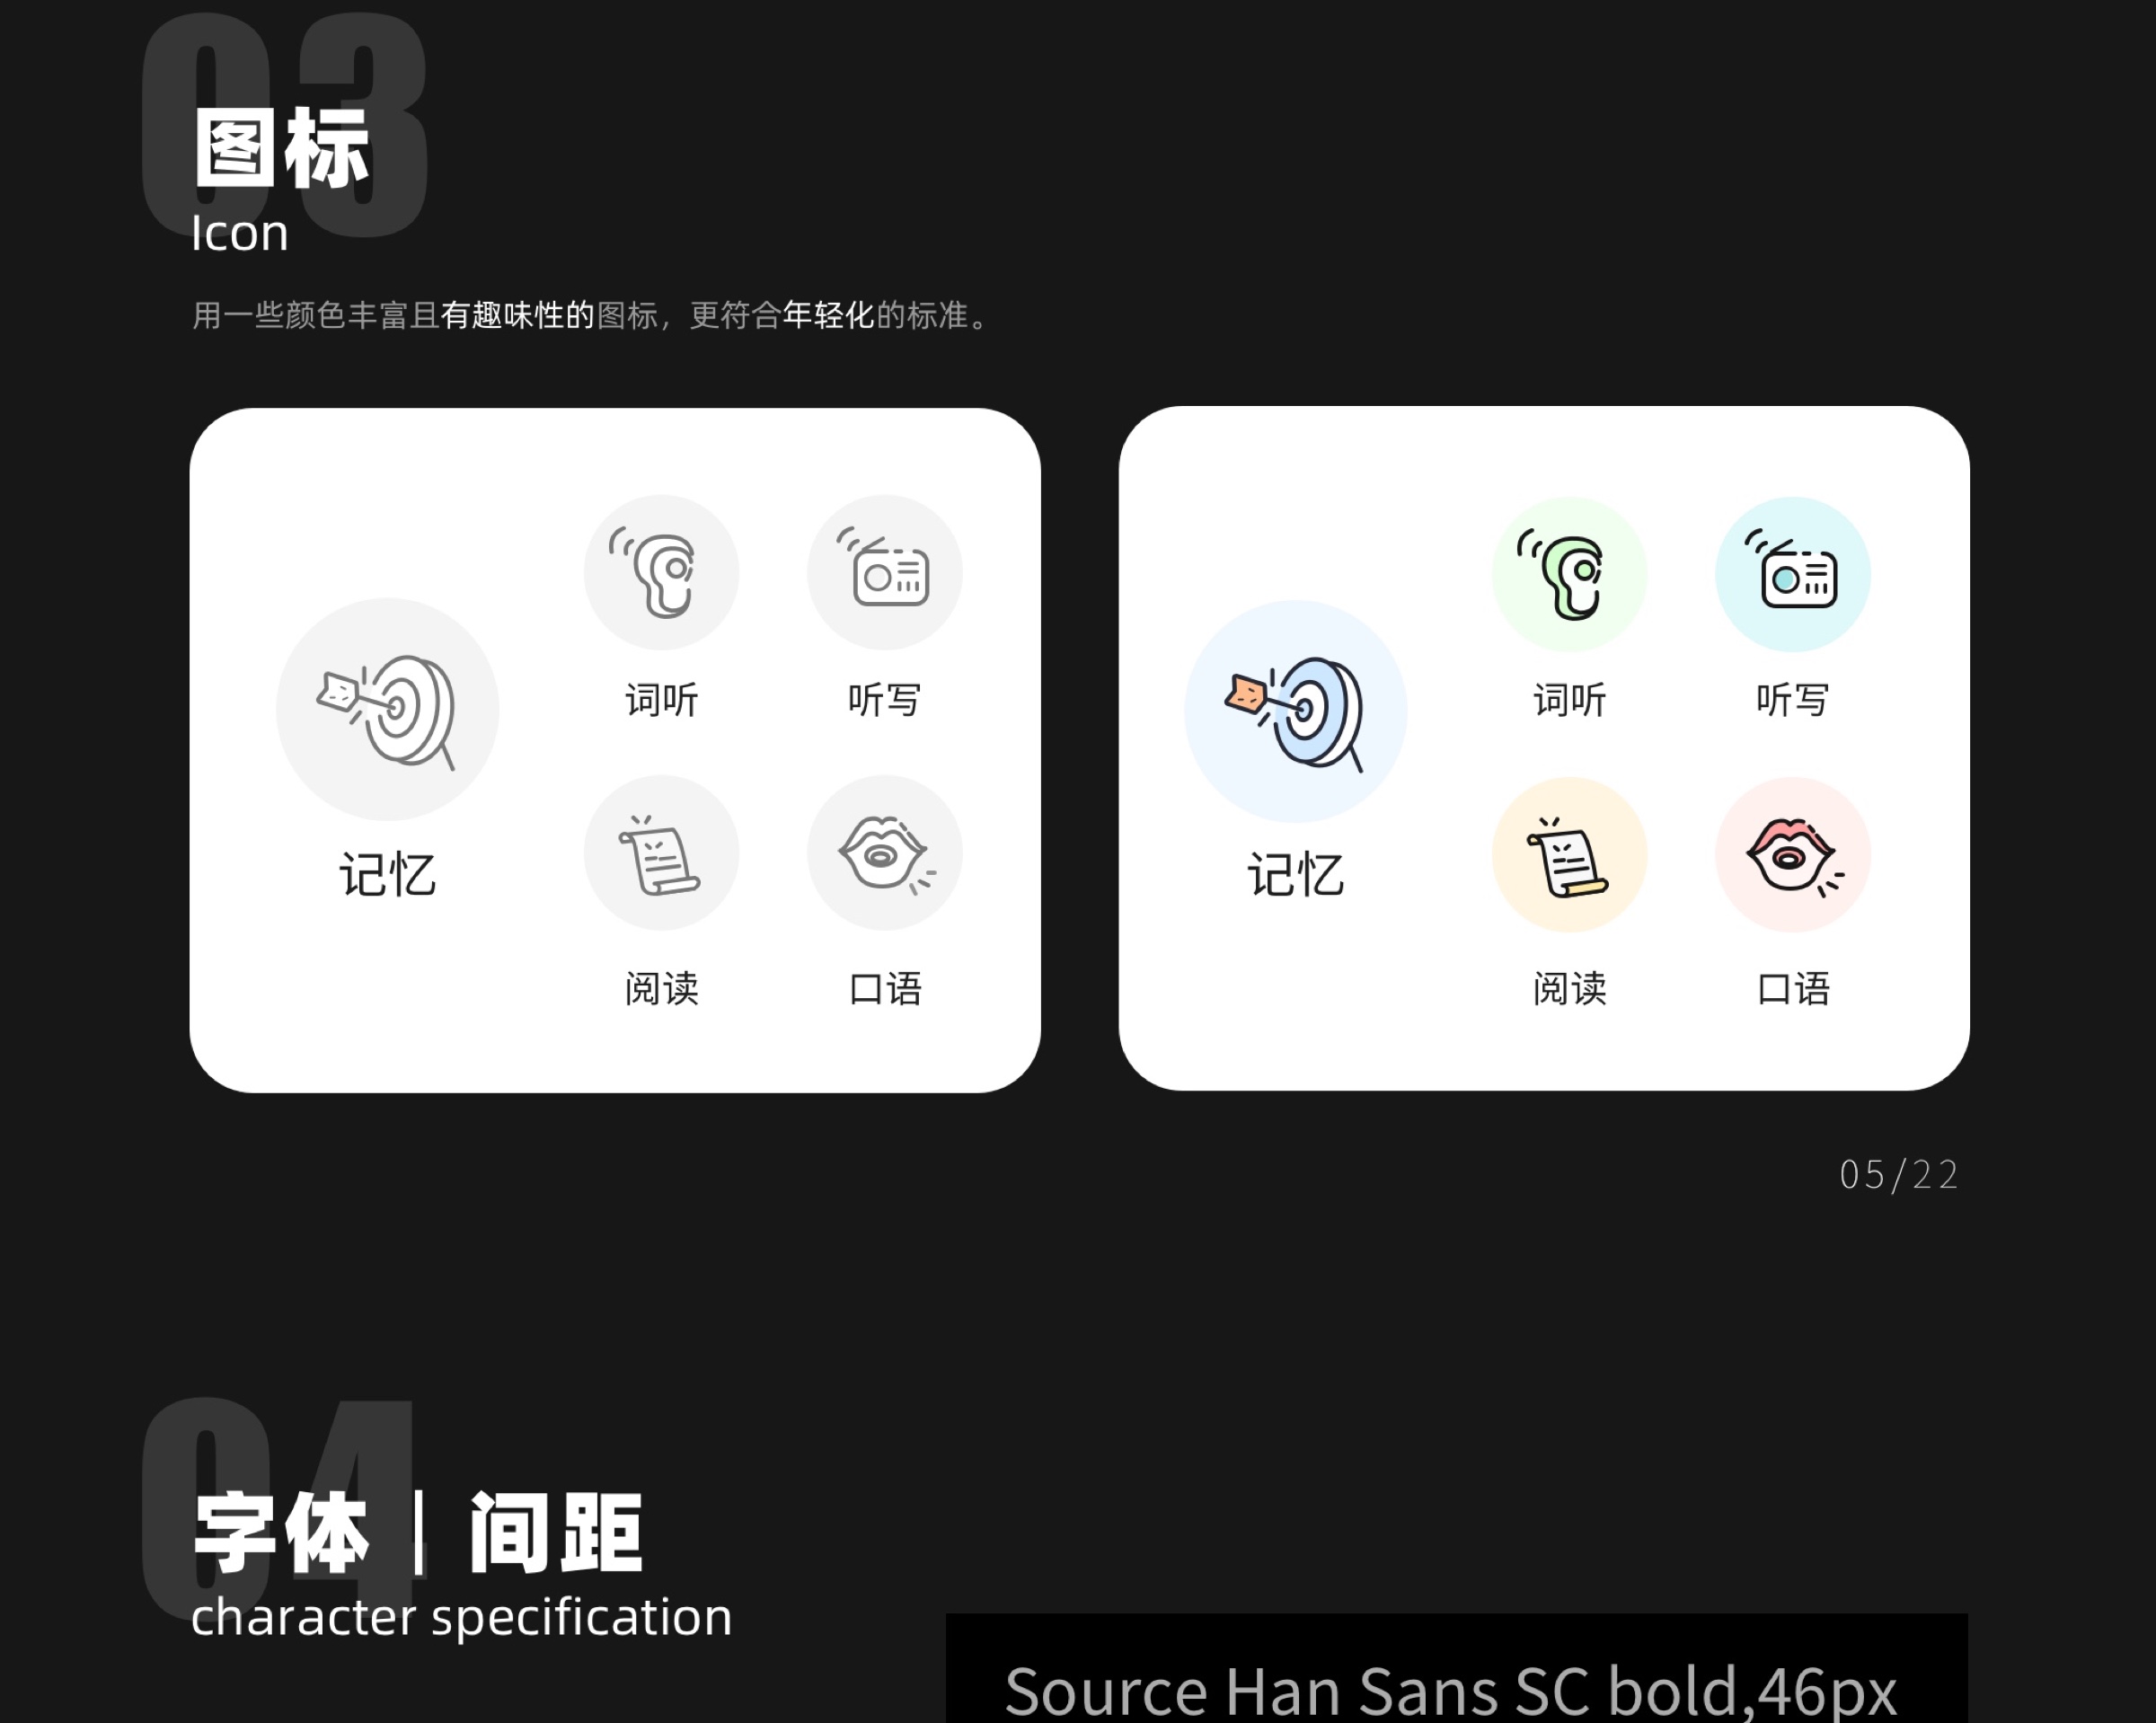 03
图标
Icon
用一些颜色丰富且有趣味性的图标，更符合年轻化的标准。
词听
听写
记忆
阅读
口语
词听
听写
记忆
阅读
口语
05/22
04
字体 | 间距
character specification
Source Han Sans SC bold,46px